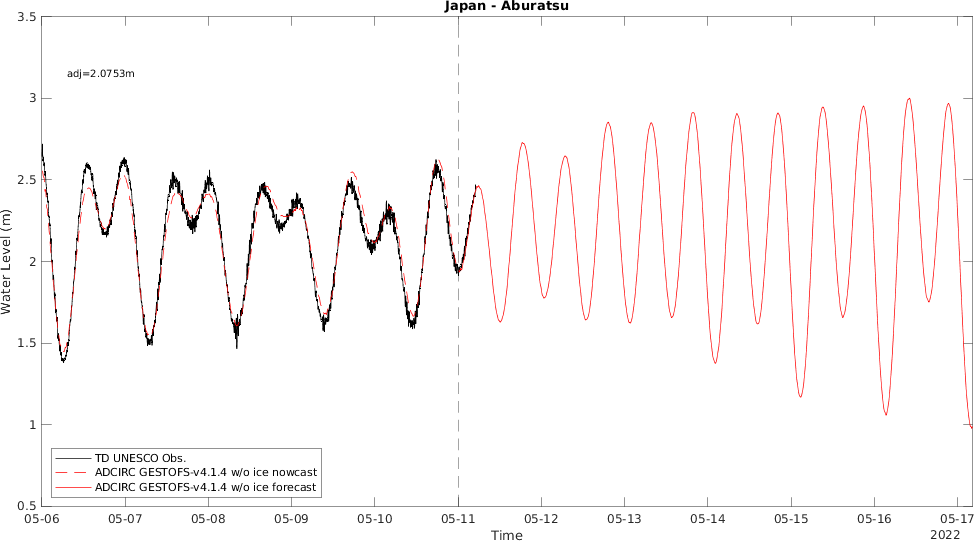 Japan - Aburatsu
3.5
adj=2.0753m
3
2.5
2
1.5
1
0.5
Water Level (m)
TD UNESCO Obs.
ADCIRC GESTOFS-v4.1.4 w/o ice nowcast
ADCIRC GESTOFS-v4.1.4 w/o ice forecast
05-06 05-07 05-08 05-09 05-10 05-11 05-12 05-13 05-14 05-15 05-16 05-17
Time
2022